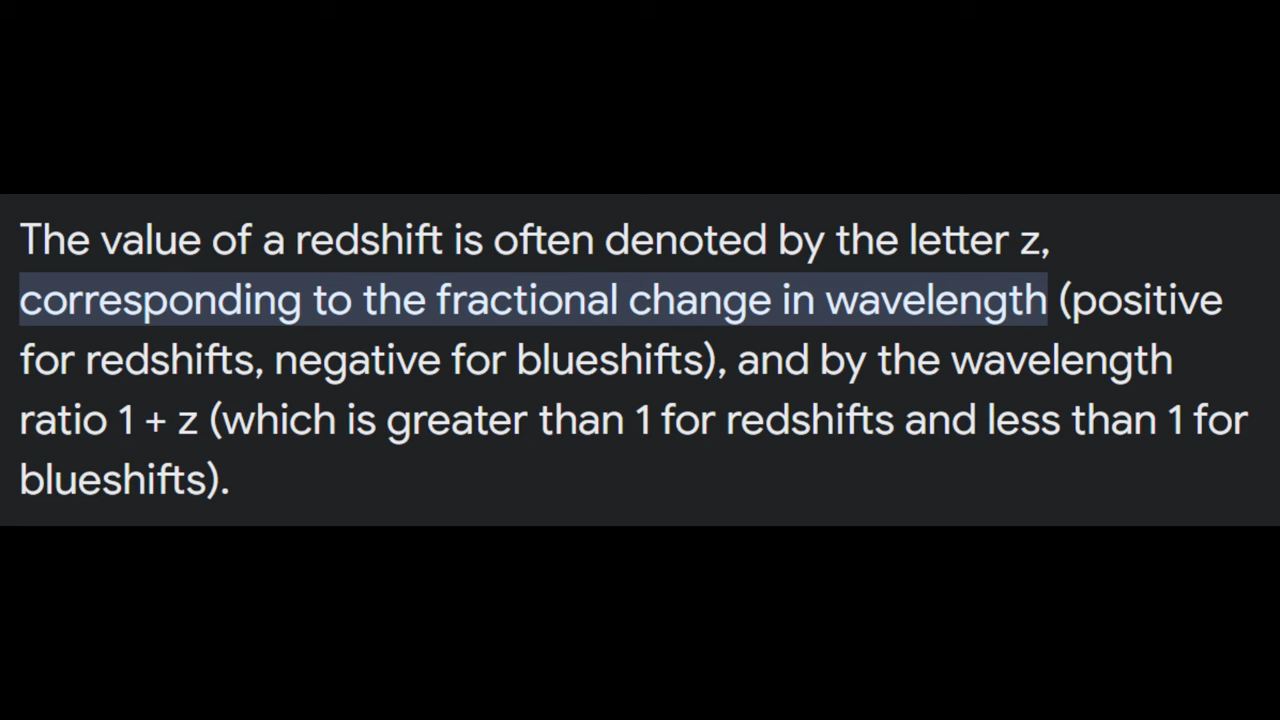 The value of a redshift is often denoted by the letter z,
corresponding to the fractional change in wavelength (positive
for redshifts, negative for blueshifts), and by the wavelength
ratio 1 + z (which is greater than 1 for redshifts and less than 1 for
blueshifts).